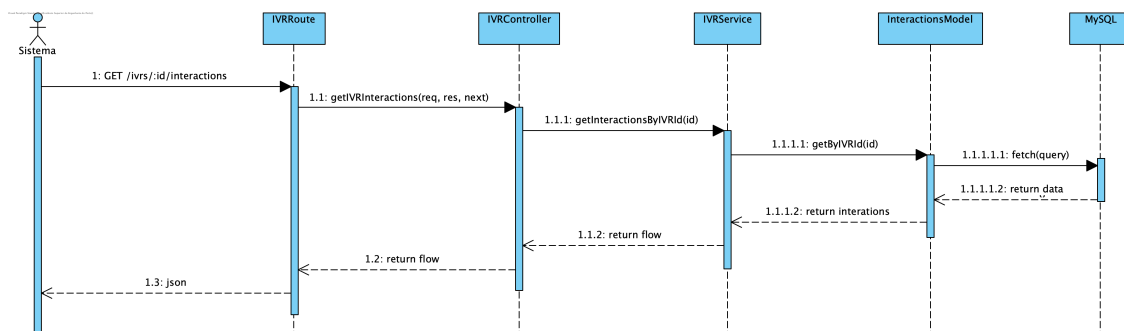 IVRRoute
IVRController
IVRService
InteractionsModel
MySQL
Sistema
1: GET /ivrs/:id/interactions
1.1: getIVRInteractions(req, res, next)
1.1.1: getInteractionsByIVRId(id)
1.1.1.1: getByIVRId(id)
1.1.1.1.1: fetch(query)
1.1.1.1.2: return data
1.1.1.2: return interations
1.1.2: return flow
1.2: return flow
1.3: json